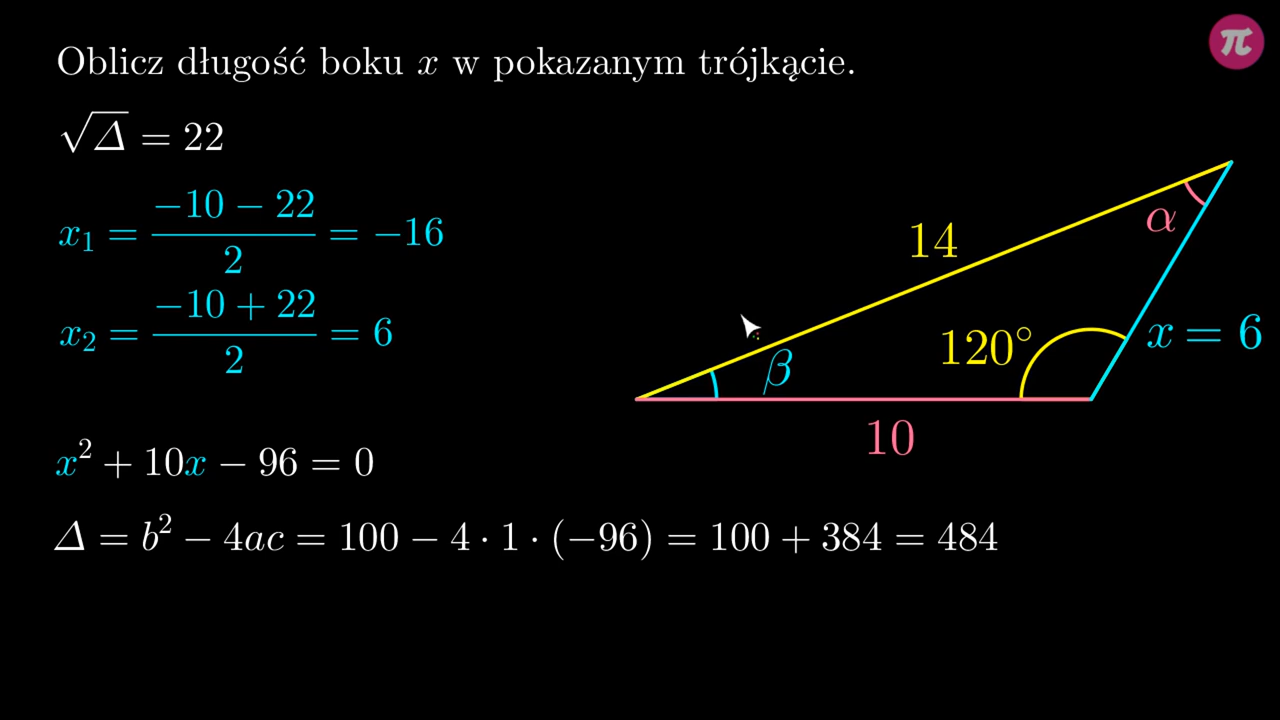 Oblicz długość boku x w pokazanym trójkącie.
√Δ = 22
x₁ = (−10 − 22)/2 = −16
x₂ = (−10 + 22)/2 = 6
x² + 10x − 96 = 0
Δ = b² − 4ac = 100 − 4 · 1 · (−96) = 100 + 384 = 484
π
14
α
120°
x = 6
β
10